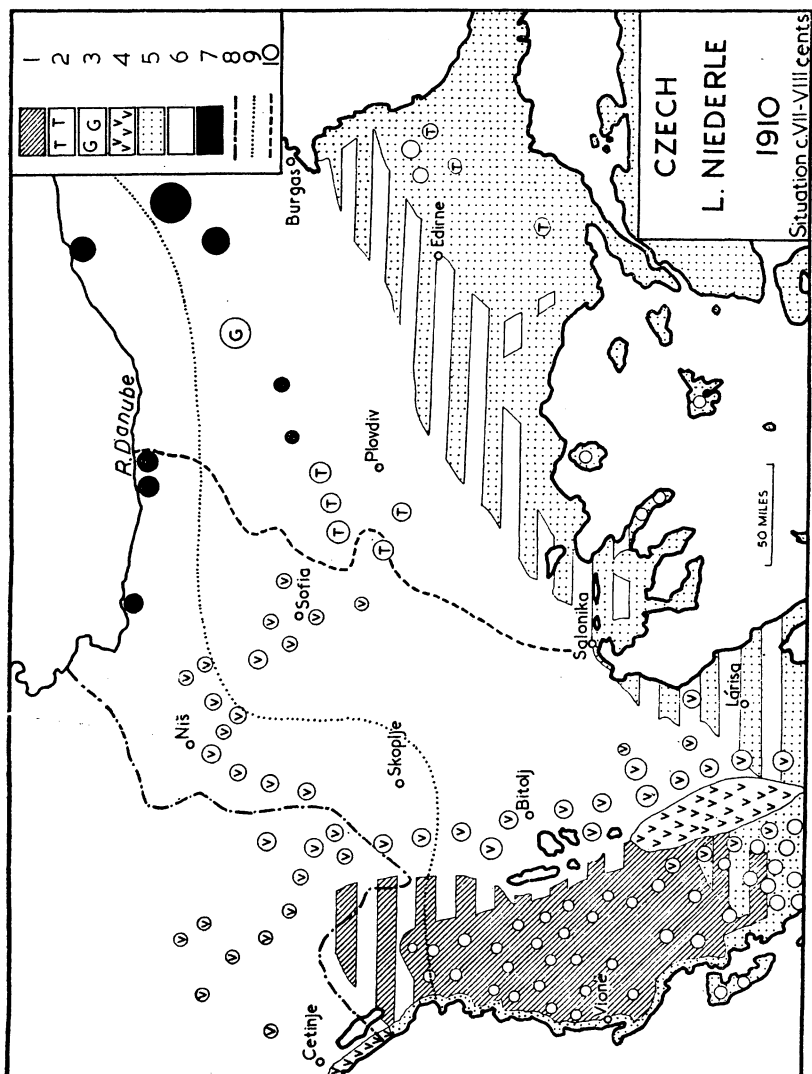 1
T T 2
G G 3
V V V V 4
5
6
7
8
9
10
R. Danube
Burgas
G
Edirne
Plovdiv
T
T
T
T
T
T
T
T
Sofia
Niš
Skoplje
Bitolj
Cetinje
Salonika
Lárisa
50 MILES
CZECH
L. NIEDERLE
1910
Situation c.VII-VIII cents